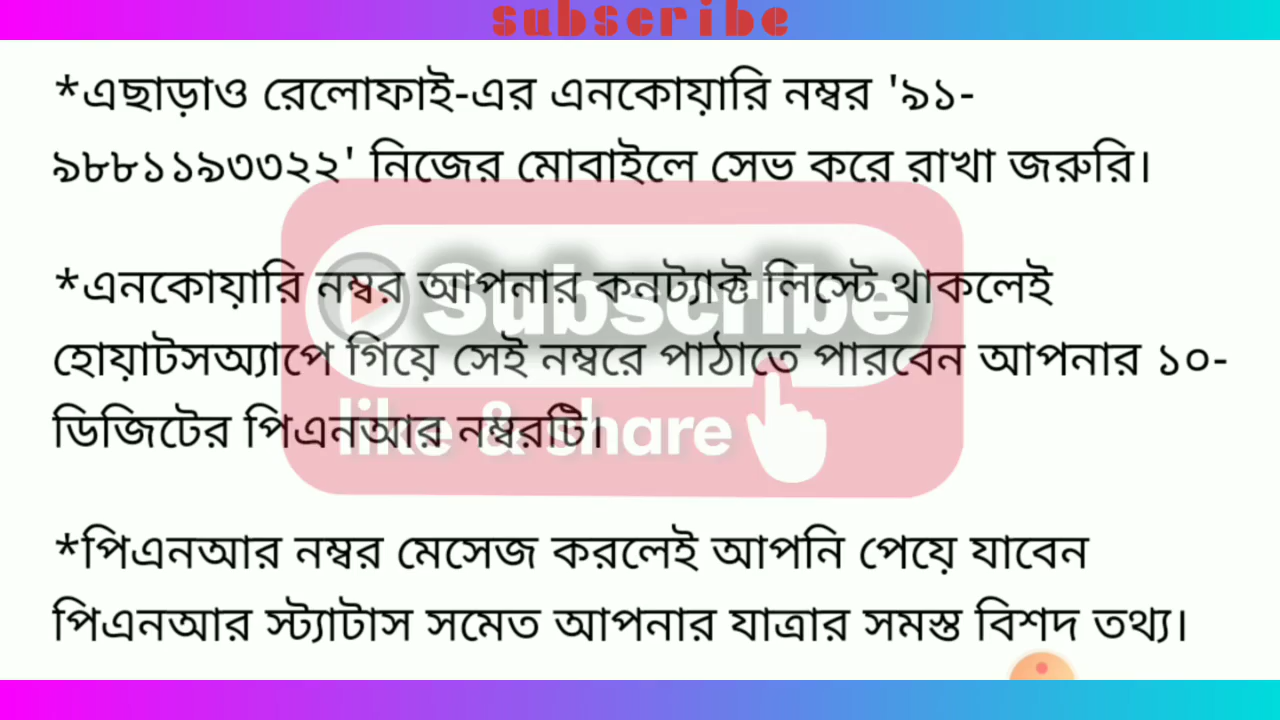 subscribe
*এছাড়াও রেলোফাই-এর এনকোয়ারি নম্বর '৯১-
৯৮৮১১৯৩৩২২' নিজের মোবাইলে সেভ করে রাখা জরুরি।
*এনকোয়ারি নম্বর আপনার কনট্যাক্ট লিস্টে থাকলেই
Subscribe
হোয়াটসঅ্যাপে গিয়ে সেই নম্বরে পাঠাতে পারবেন আপনার ১০-
ডিজিটের পিএনআর নম্বরটি।
like & share
*পিএনআর নম্বর মেসেজ করলেই আপনি পেয়ে যাবেন
পিএনআর স্ট্যাটাস সমেত আপনার যাত্রার সমস্ত বিশদ তথ্য।